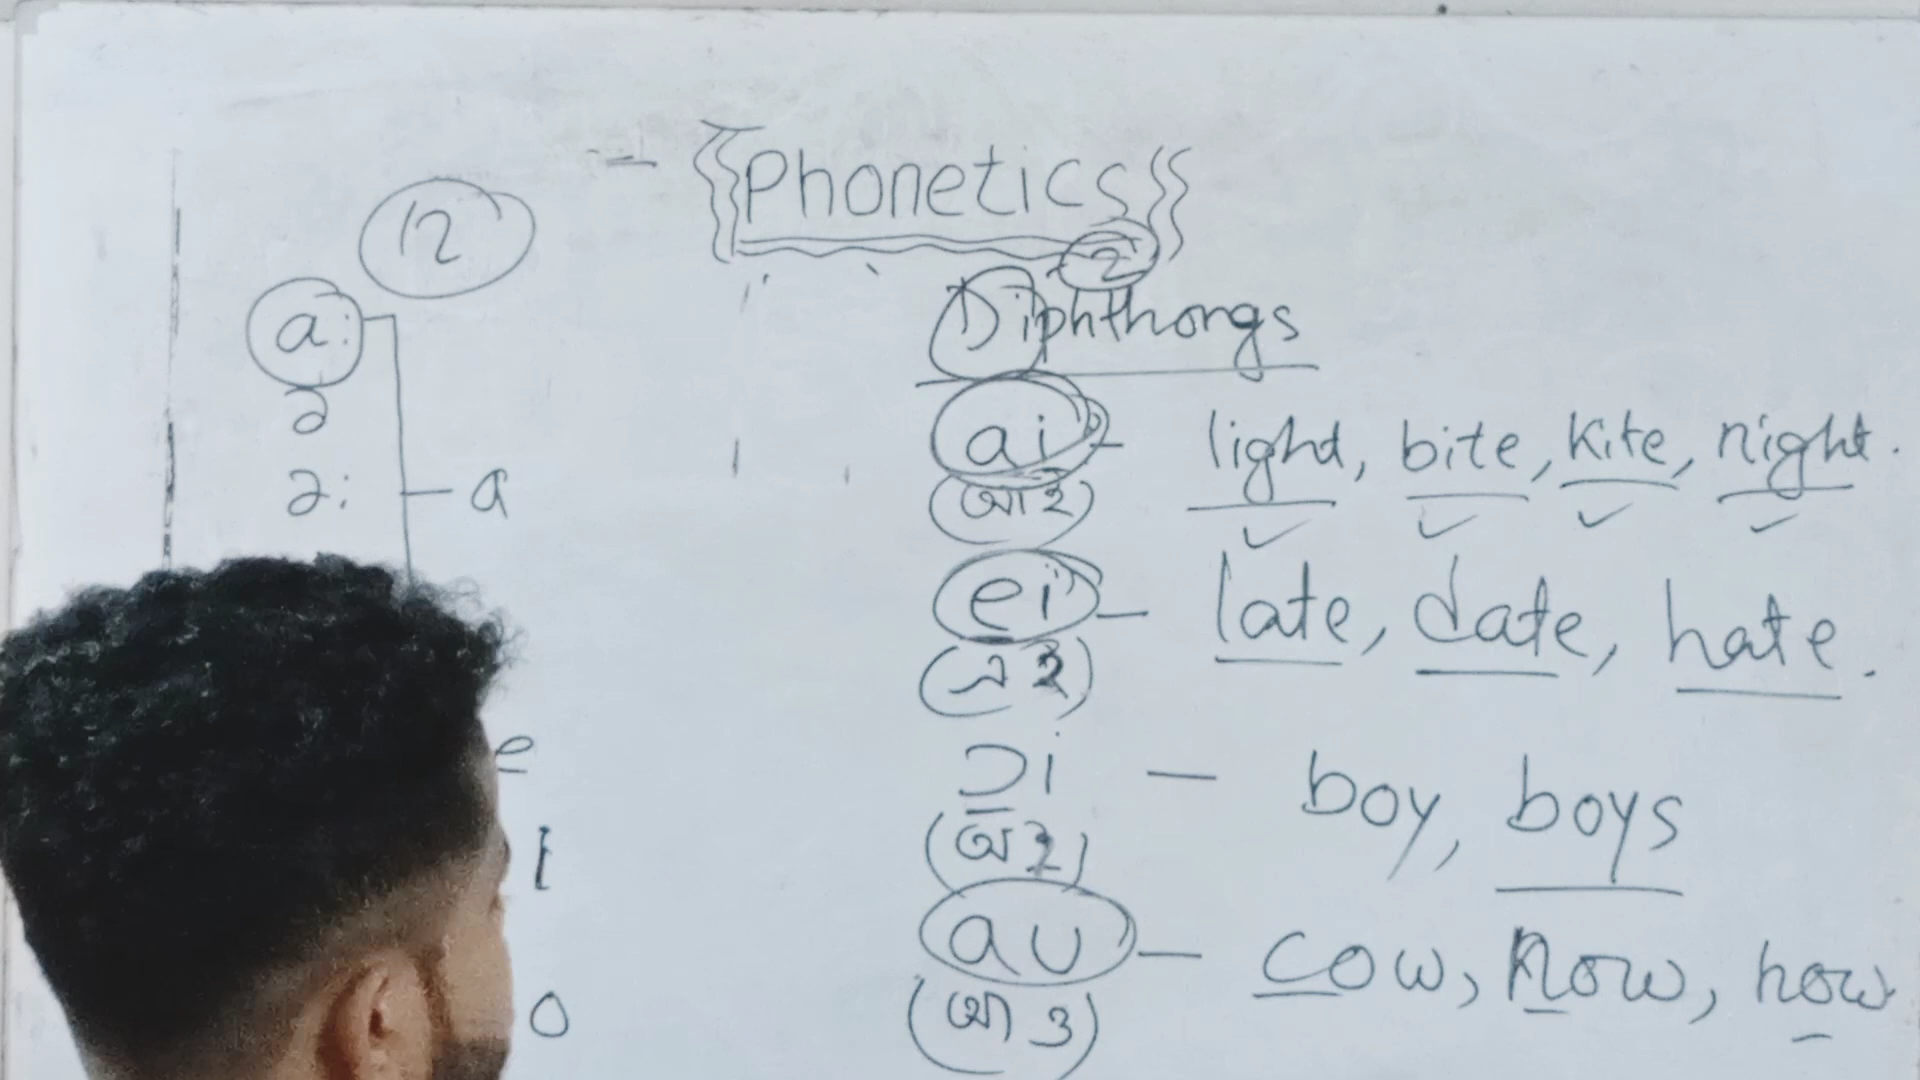 Phonetics
12
2
Diphthongs
a:
ə
ə: a
ai - light, bite, kite, night.
(আই)
ei - late, date, hate.
(এই)
e
ɔi - boy, boys
(অই)
I
aʊ - cow, now, how
(আও)
o